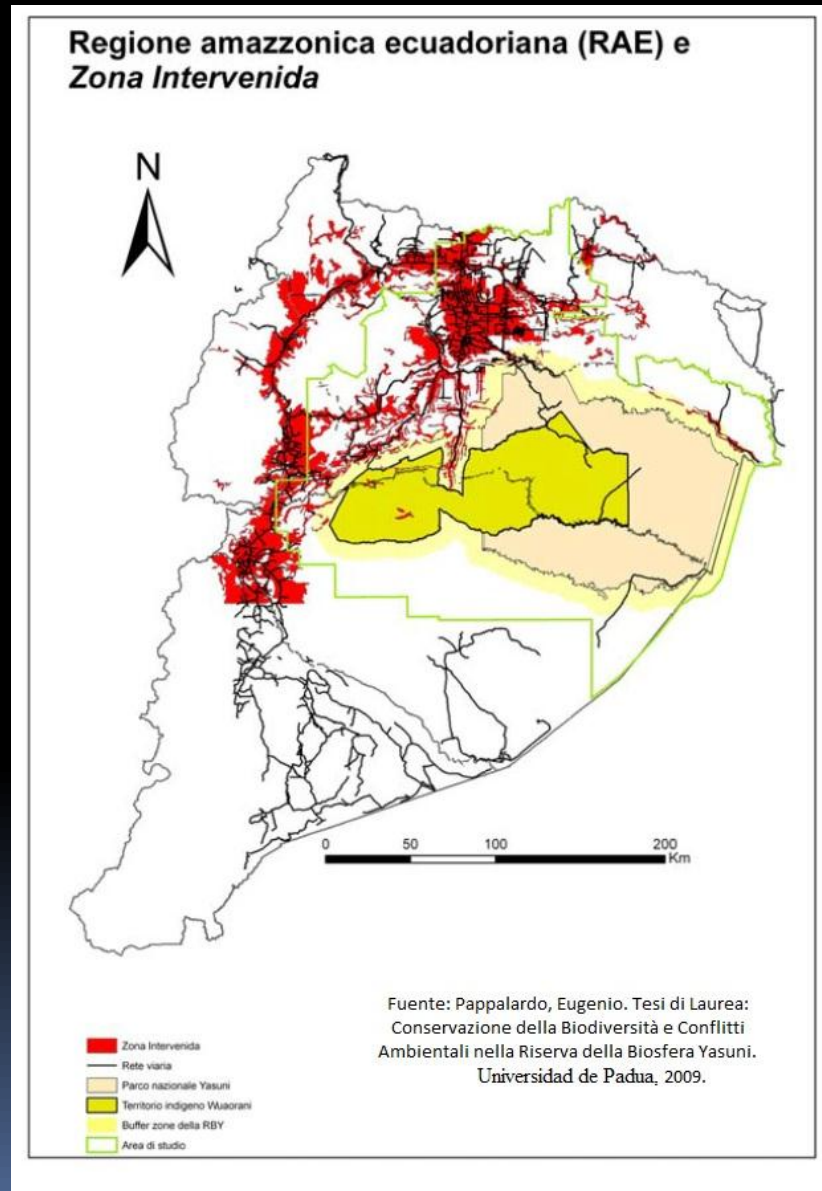 Regione amazzonica ecuadoriana (RAE) e
Zona Intervenida
N
0 50 100 200
Km
Fuente: Pappalardo, Eugenio. Tesi di Laurea:
Conservazione della Biodiversità e Conflitti
Ambientali nella Riserva della Biosfera Yasuni.
Universidad de Padua, 2009.
Zona Intervenida
Rete viaria
Parco nazionale Yasuni
Territorio indigeno Wuaorani
Buffer zone della RBY
Area di studio